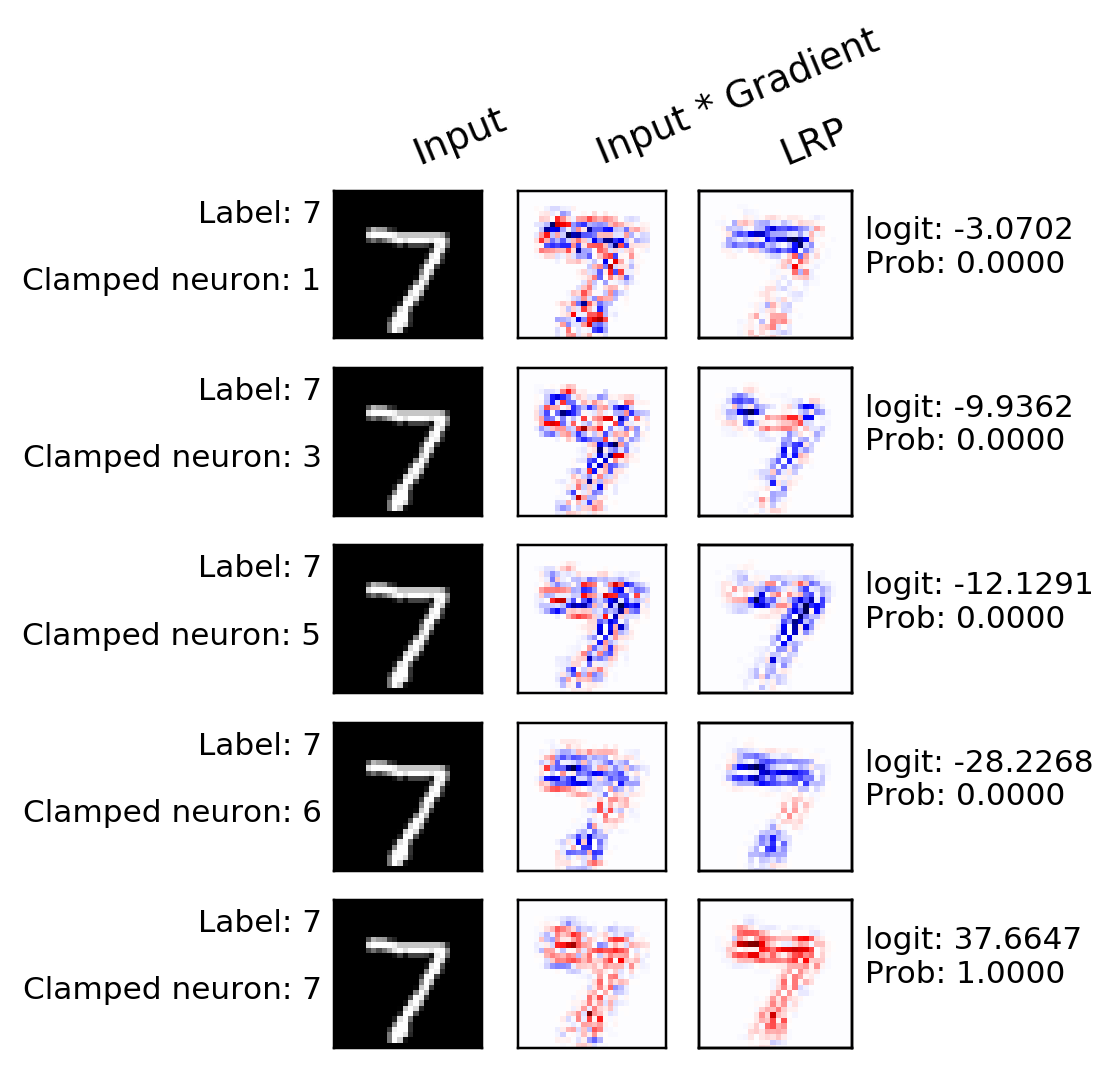 Input
Input * Gradient
LRP
Label: 7
Clamped neuron: 1
logit: -3.0702
Prob: 0.0000
Label: 7
Clamped neuron: 3
logit: -9.9362
Prob: 0.0000
Label: 7
Clamped neuron: 5
logit: -12.1291
Prob: 0.0000
Label: 7
Clamped neuron: 6
logit: -28.2268
Prob: 0.0000
Label: 7
Clamped neuron: 7
logit: 37.6647
Prob: 1.0000